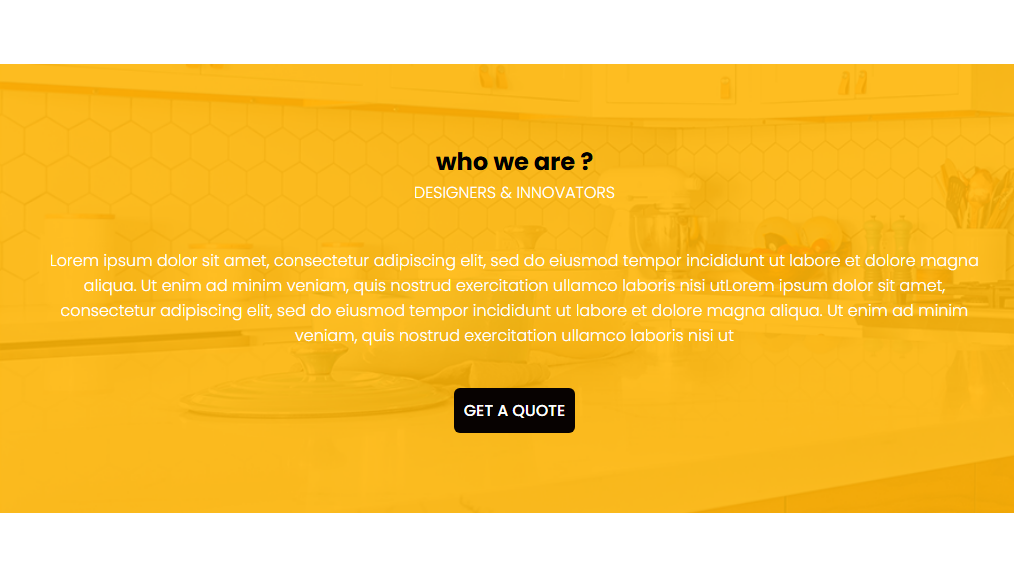 who we are ?
DESIGNERS & INNOVATORS
Lorem ipsum dolor sit amet, consectetur adipiscing elit, sed do eiusmod tempor incididunt ut labore et dolore magna
aliqua. Ut enim ad minim veniam, quis nostrud exercitation ullamco laboris nisi utLorem ipsum dolor sit amet,
consectetur adipiscing elit, sed do eiusmod tempor incididunt ut labore et dolore magna aliqua. Ut enim ad minim
veniam, quis nostrud exercitation ullamco laboris nisi ut
GET A QUOTE